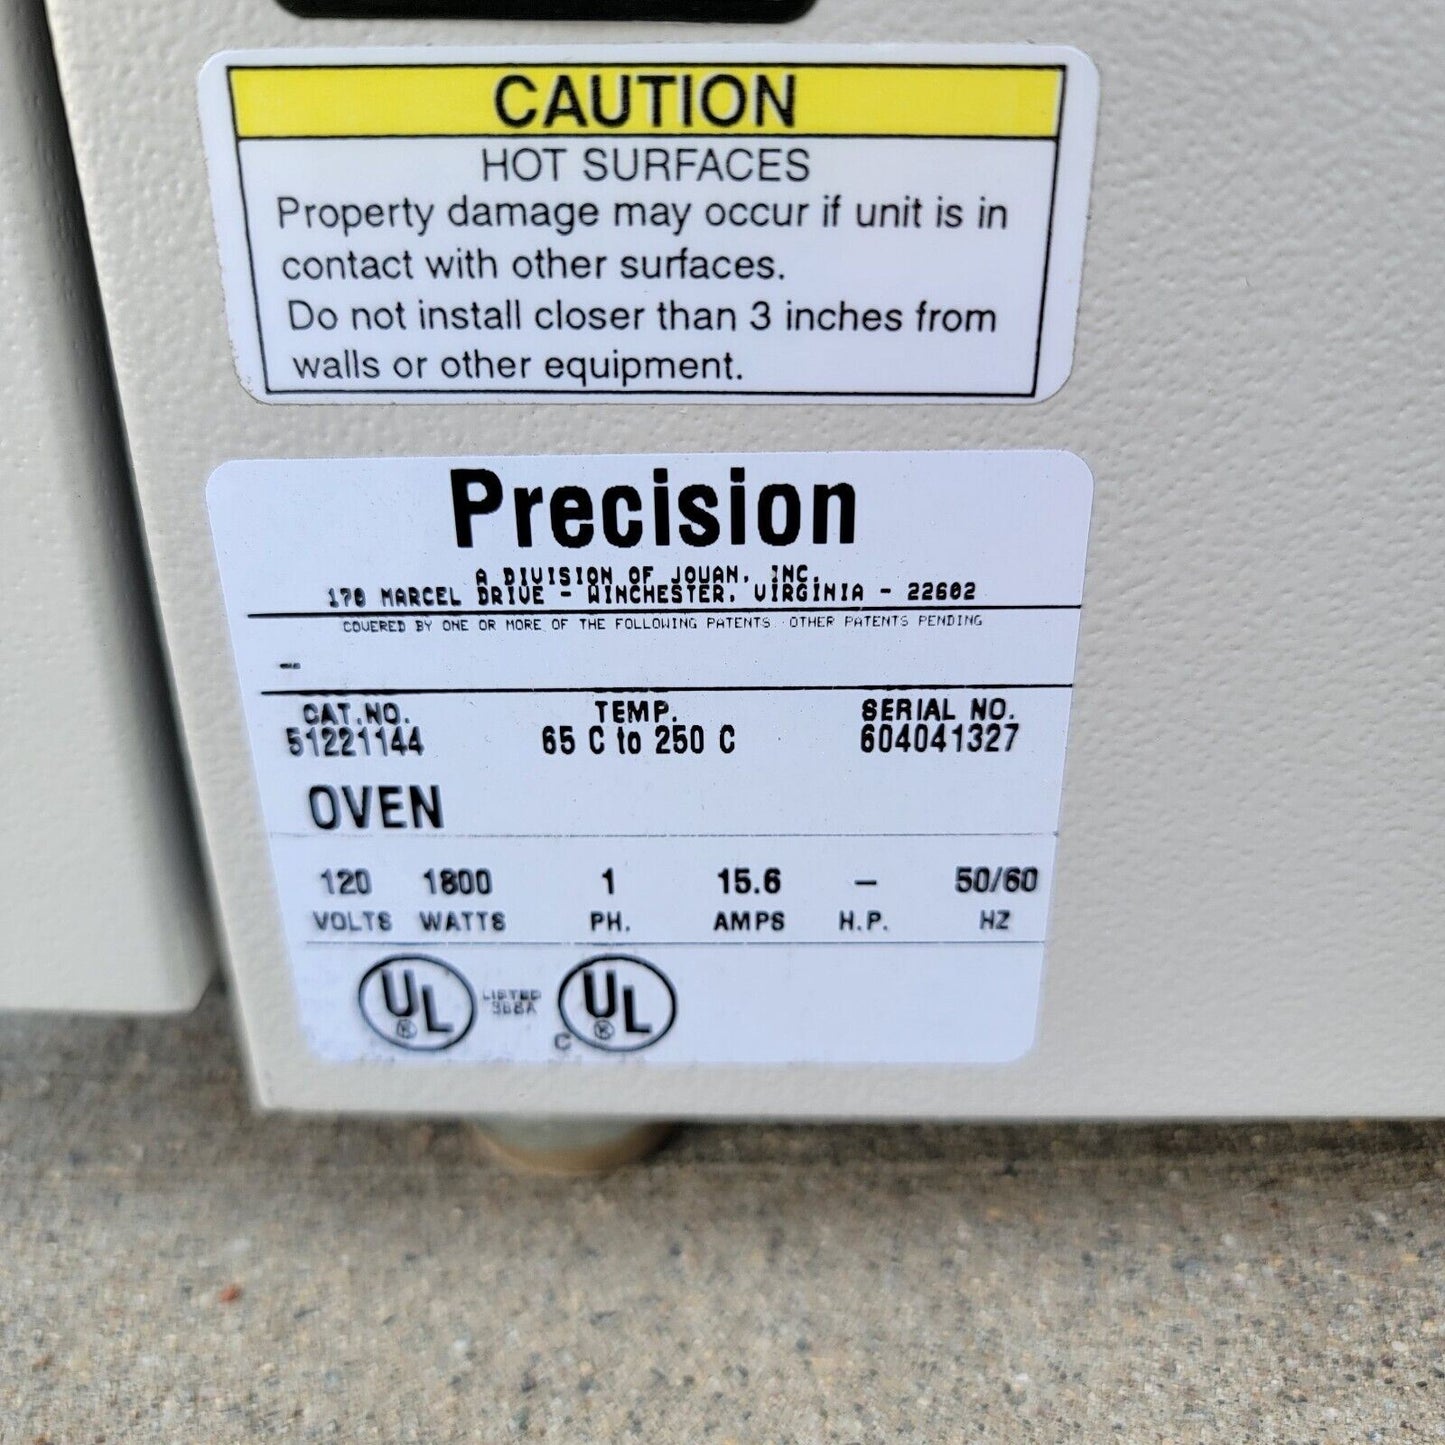 CAUTION
HOT SURFACES
Property damage may occur if unit is in
contact with other surfaces.
Do not install closer than 3 inches from
walls or other equipment.
Precision
A DIVISION OF JOUAN, INC.
170 MARCEL DRIVE - WINCHESTER, VIRGINIA - 22602
COVERED BY ONE OR MORE OF THE FOLLOWING PATENTS. OTHER PATENTS PENDING
-
CAT.NO. TEMP. SERIAL NO.
51221144 65 C to 250 C 604041327
OVEN
120 1800 1 15.6 - 50/60
VOLTS WATTS PH. AMPS H.P. HZ
UL ® LISTED C UL ®